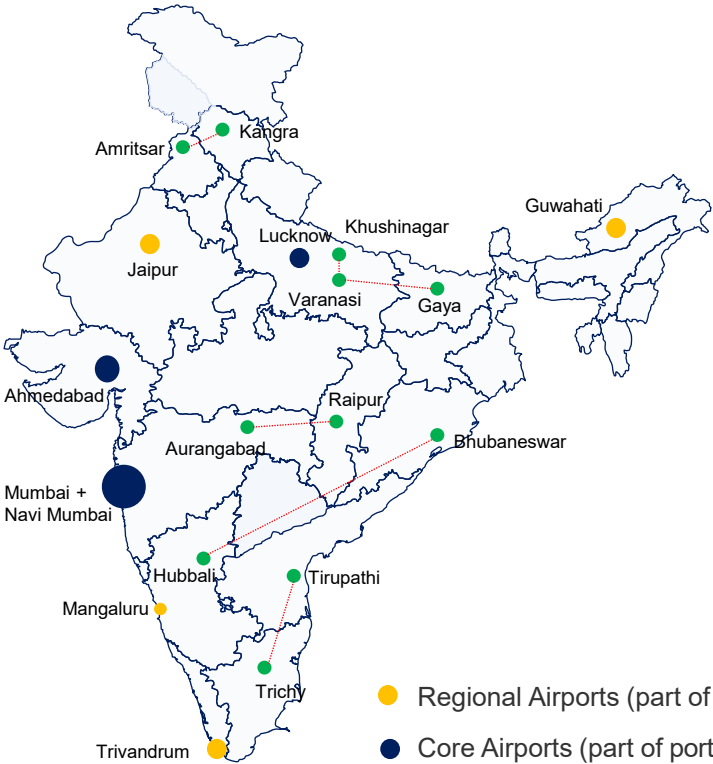 Kangra
Amritsar
Guwahati
Khushinagar
Lucknow
Jaipur
Varanasi
Gaya
Ahmedabad
Raipur
Aurangabad
Bhubaneswar
Mumbai +
Navi Mumbai
Hubbali
Tirupathi
Mangaluru
Trichy
Regional Airports (part of
Trivandrum
Core Airports (part of port